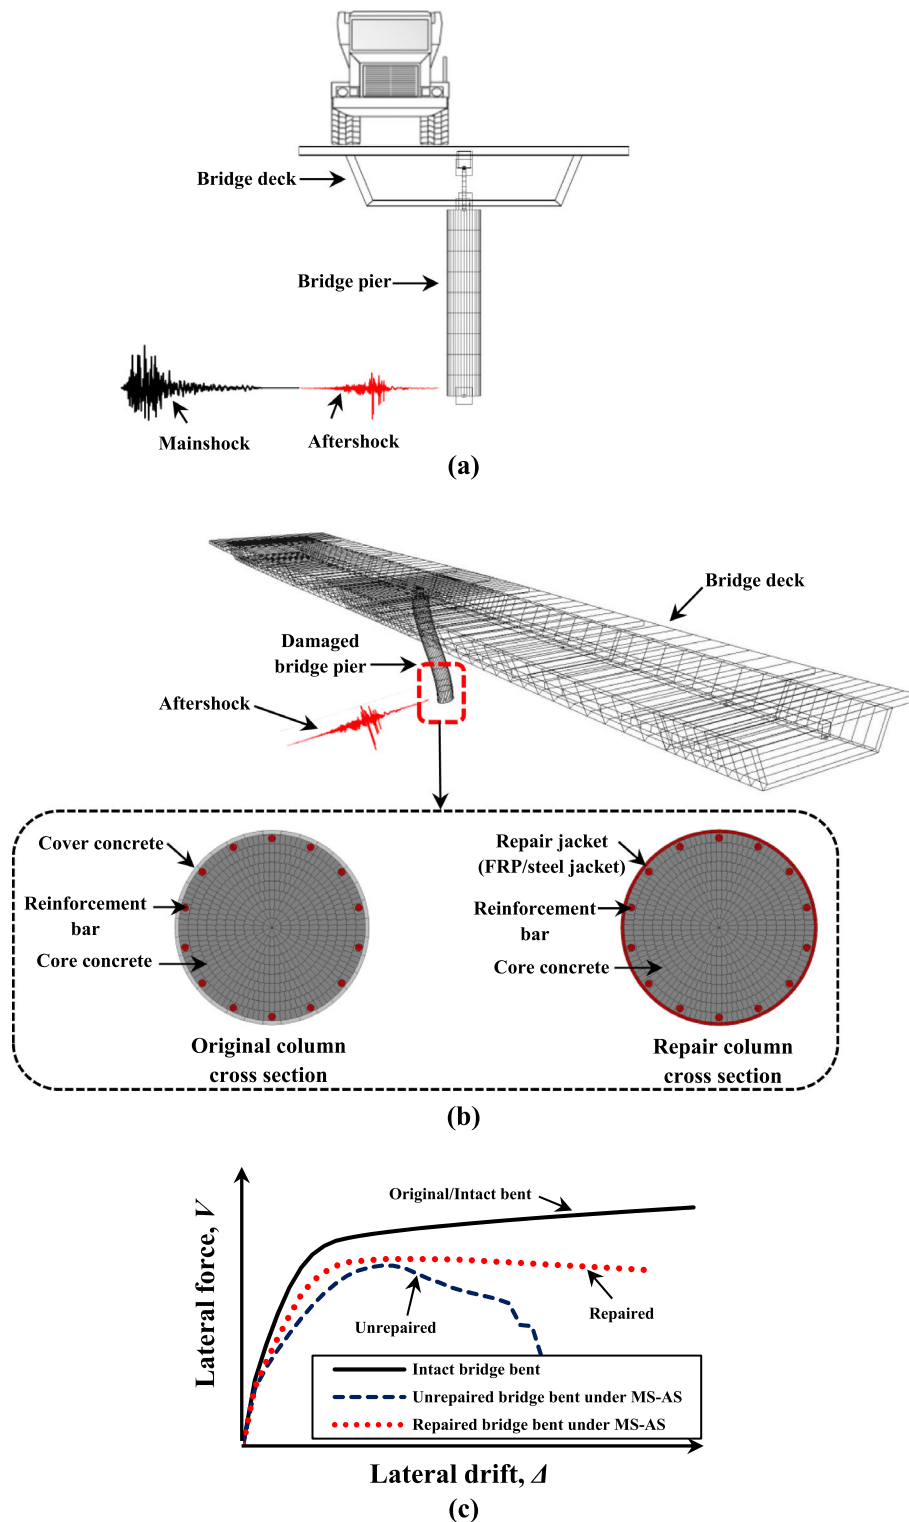 Bridge deck
Bridge pier
Mainshock
Aftershock
(a)
Bridge deck
Damaged
bridge pier
Aftershock
Cover concrete
Reinforcement
bar
Core concrete
Original column
cross section
Repair jacket
(FRP/steel jacket)
Reinforcement
bar
Core concrete
Repair column
cross section
(b)
Lateral force, V
Original/Intact bent
Unrepaired
Repaired
Intact bridge bent
Unrepaired bridge bent under MS-AS
Repaired bridge bent under MS-AS
Lateral drift, Δ
(c)